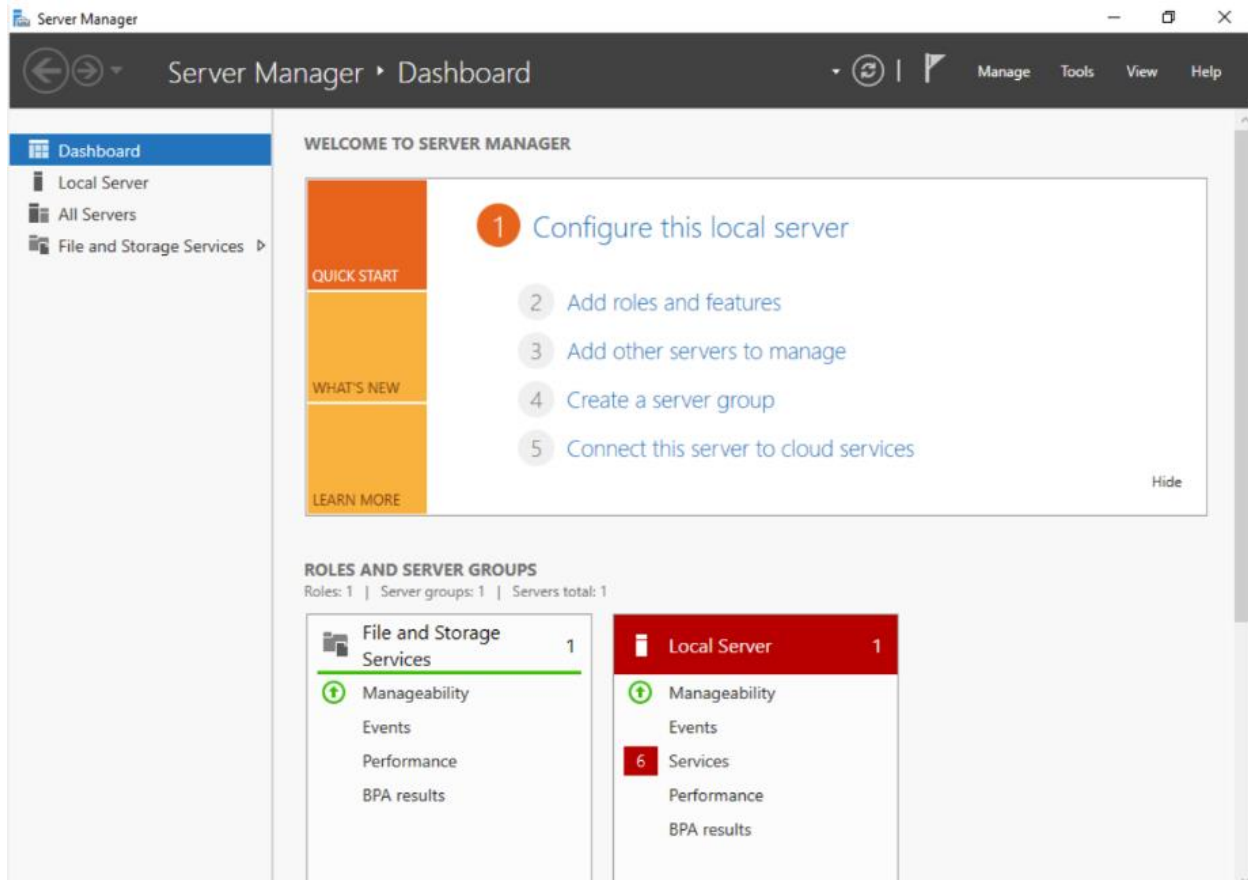 Server Manager
Server Manager • Dashboard
Manage Tools View Help
Dashboard
Local Server
All Servers
File and Storage Services
WELCOME TO SERVER MANAGER
QUICK START
WHAT'S NEW
LEARN MORE
1 Configure this local server
2 Add roles and features
3 Add other servers to manage
4 Create a server group
5 Connect this server to cloud services
Hide
ROLES AND SERVER GROUPS
Roles: 1 | Server groups: 1 | Servers total: 1
File and Storage
Services
1
Manageability
Events
Performance
BPA results
Local Server 1
Manageability
Events
6 Services
Performance
BPA results